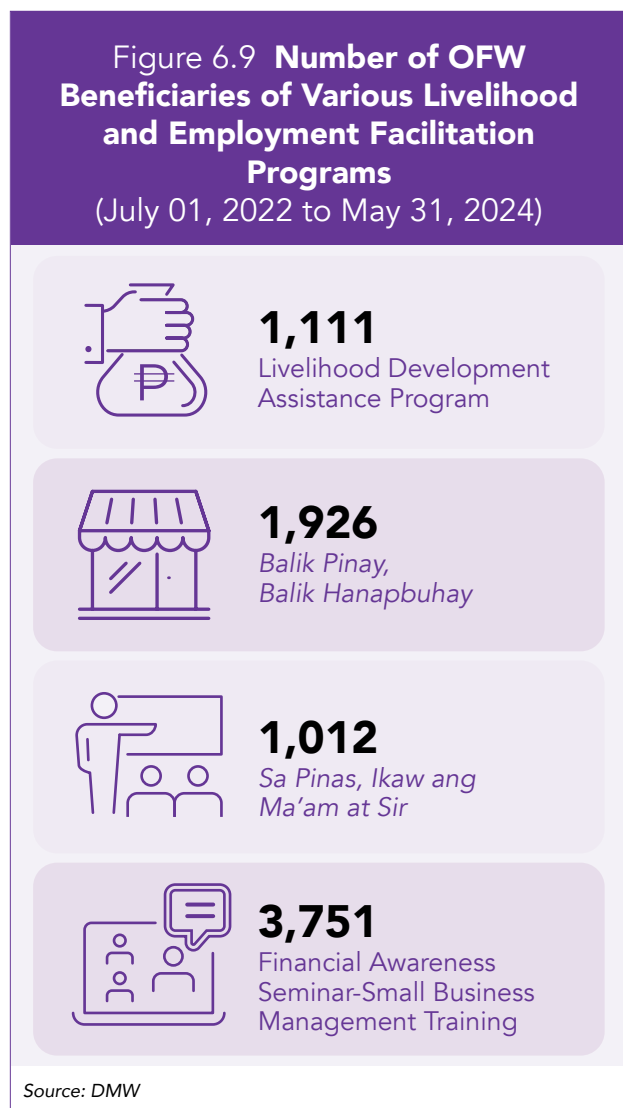 Figure 6.9 Number of OFW
Beneficiaries of Various Livelihood
and Employment Facilitation
Programs
(July 01, 2022 to May 31, 2024)
1,111
Livelihood Development
Assistance Program
1,926
Balik Pinay,
Balik Hanapbuhay
1,012
Sa Pinas, Ikaw ang
Ma’am at Sir
3,751
Financial Awareness
Seminar-Small Business
Management Training
Source: DMW